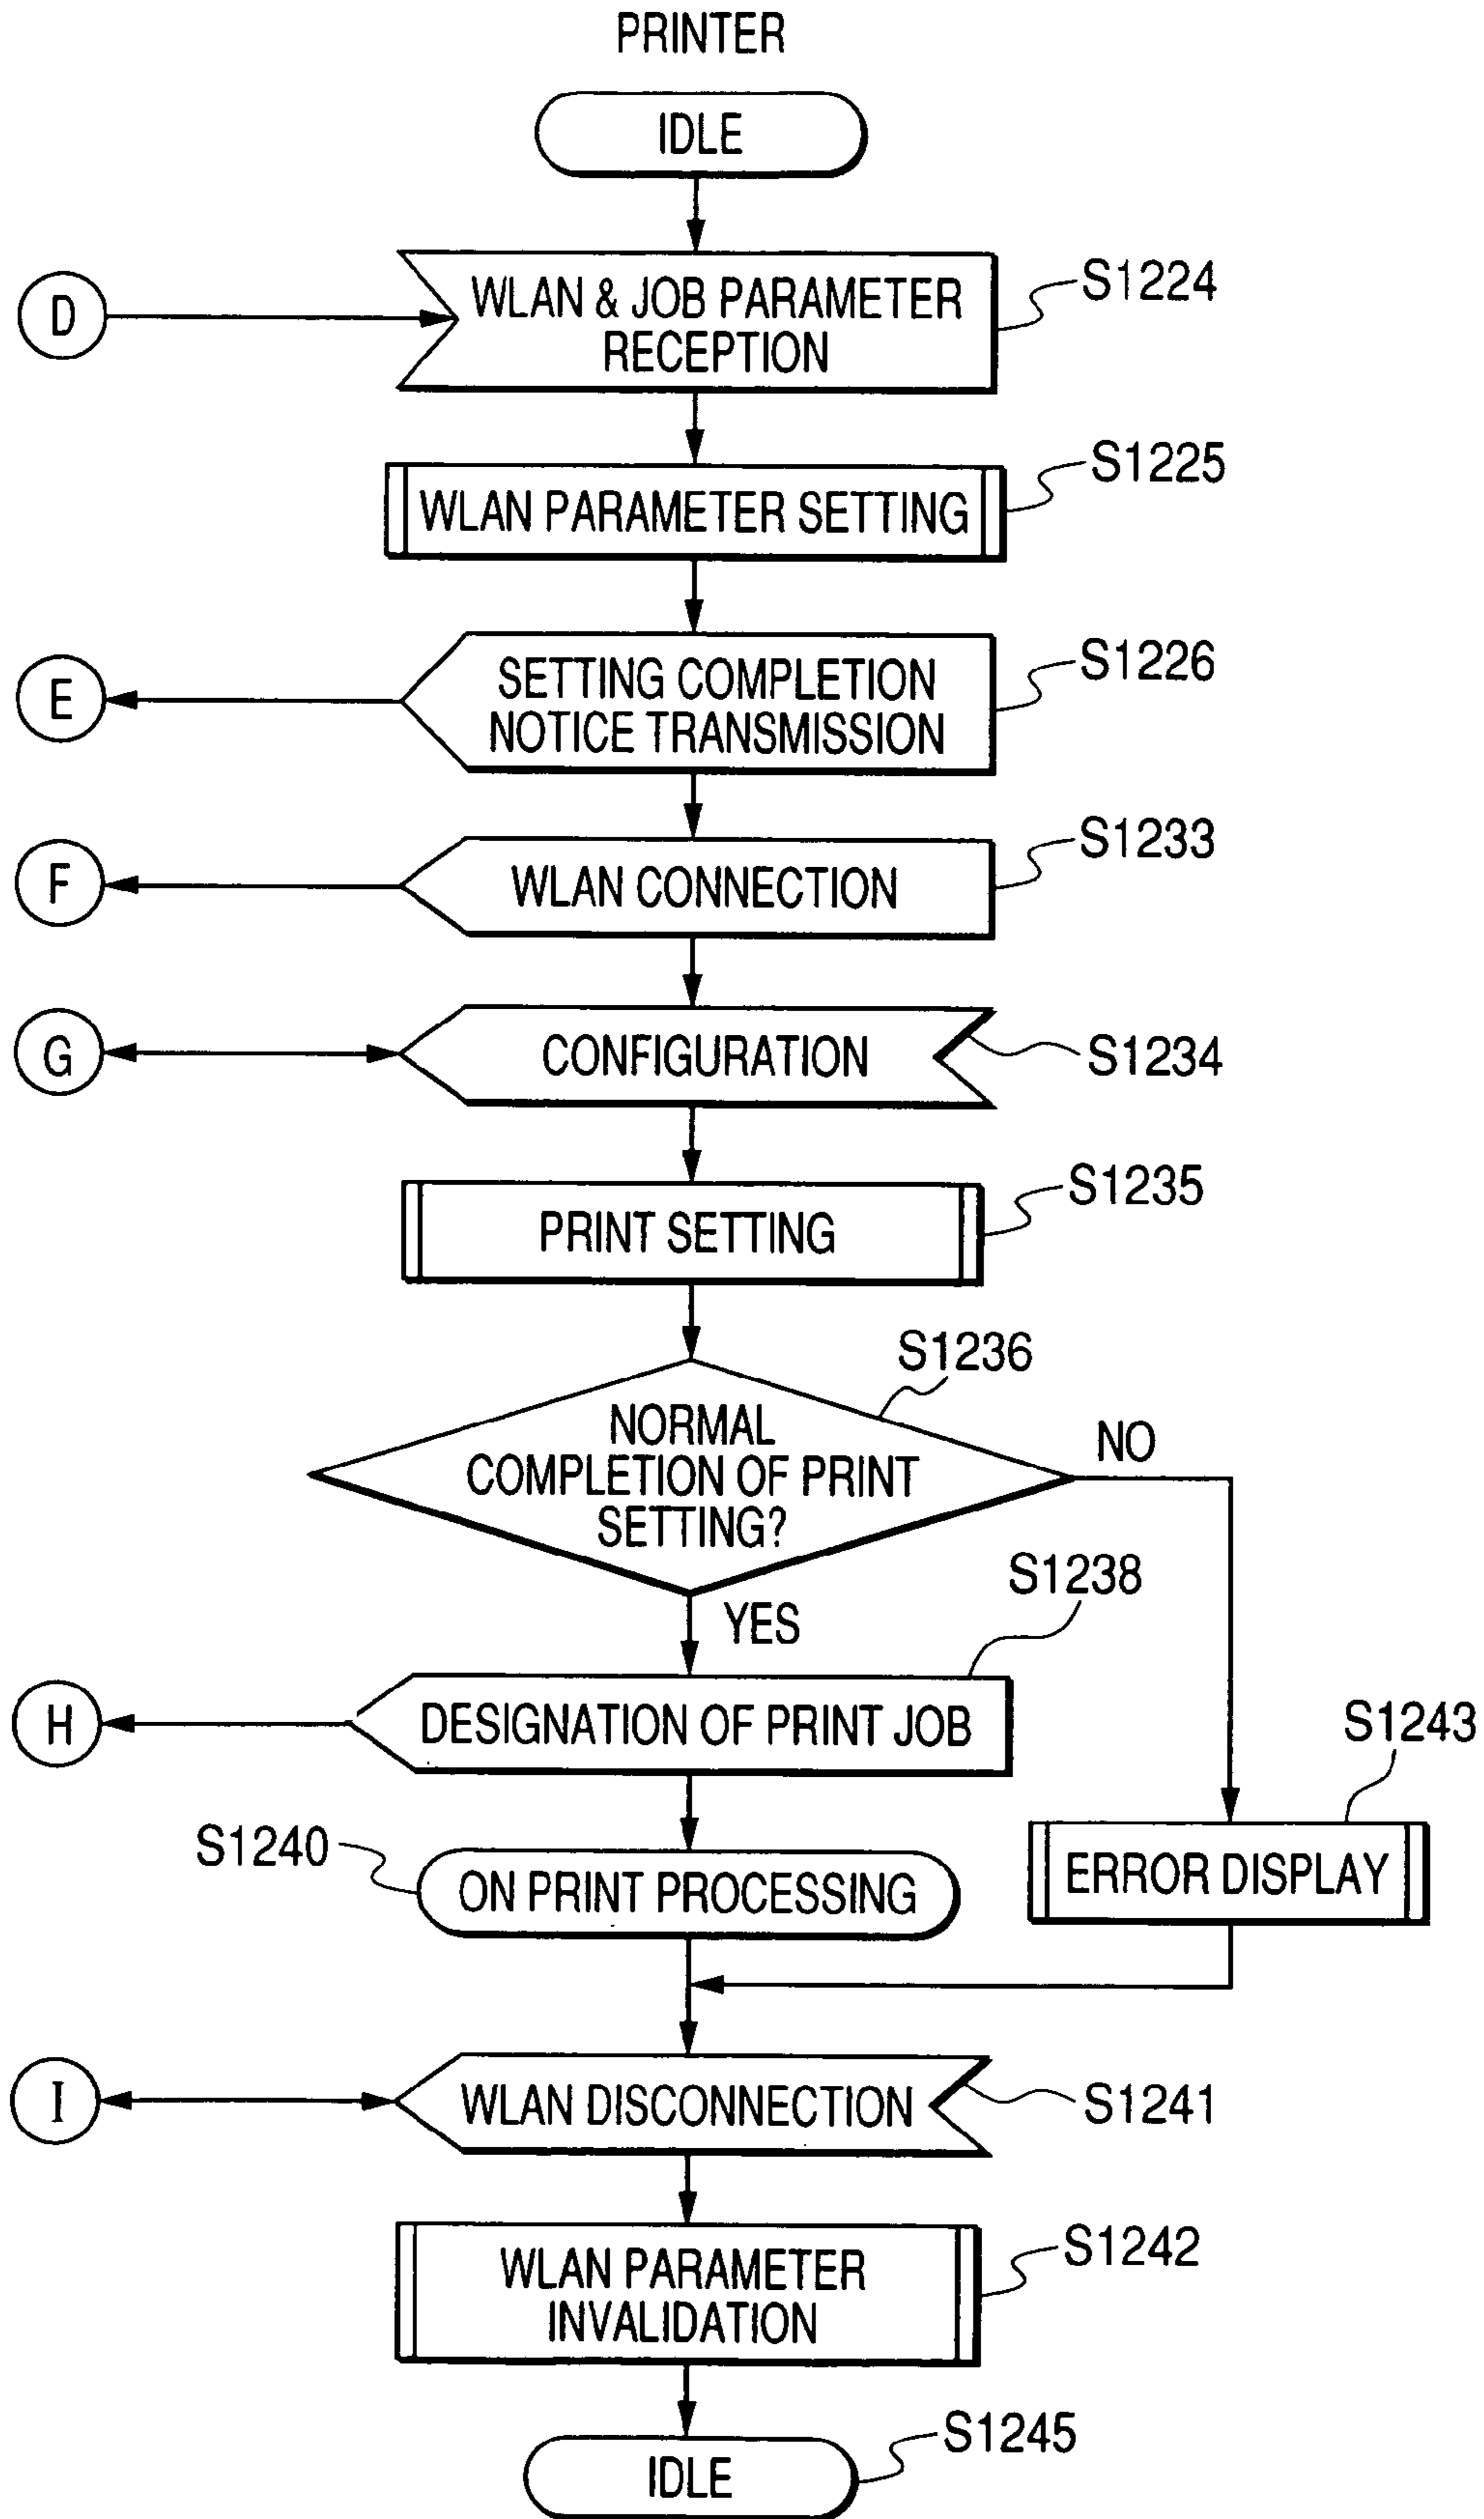 PRINTER
IDLE
D
WLAN & JOB PARAMETER
RECEPTION
S1224
WLAN PARAMETER SETTING
S1225
E
SETTING COMPLETION
NOTICE TRANSMISSION
S1226
F
WLAN CONNECTION
S1233
G
CONFIGURATION
S1234
PRINT SETTING
S1235
S1236
NORMAL
COMPLETION OF PRINT
SETTING?
NO
YES
S1238
H
DESIGNATION OF PRINT JOB
S1243
S1240
ON PRINT PROCESSING
ERROR DISPLAY
I
WLAN DISCONNECTION
S1241
WLAN PARAMETER
INVALIDATION
S1242
IDLE
S1245